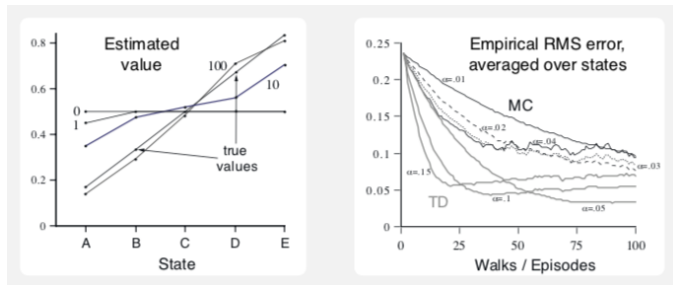 Estimated
value
0.8
0.6
0.4
0.2
0
0
1
100
10
true
values
A B C D E
State
Empirical RMS error,
averaged over states
0.25
0.2
0.15
0.1
0.05
0
α=.01
MC
α=.02
α=.04
α=.03
α=.15
TD
α=.1
α=.05
0 25 50 75 100
Walks / Episodes